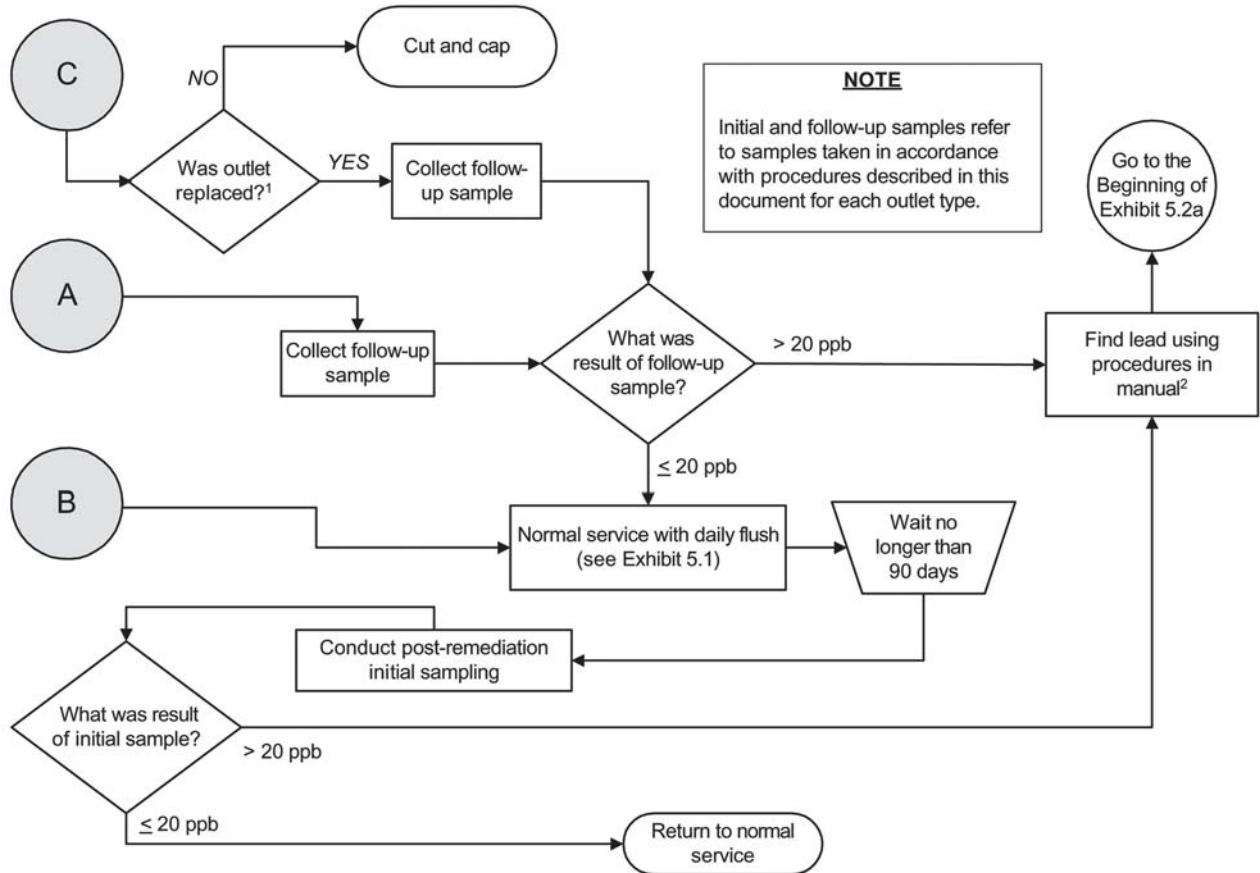 C
NO
Cut and cap
Was outlet
replaced?¹
YES
Collect follow-
up sample
NOTE
Initial and follow-up samples refer
to samples taken in accordance
with procedures described in this
document for each outlet type.
Go to the
Beginning of
Exhibit 5.2a
A
Collect follow-up
sample
What was
result of follow-up
sample?
> 20 ppb
Find lead using
procedures in
manual²
≤ 20 ppb
B
Normal service with daily flush
(see Exhibit 5.1)
Wait no
longer than
90 days
Conduct post-remediation
initial sampling
What was result
of initial sample?
> 20 ppb
≤ 20 ppb
Return to normal
service